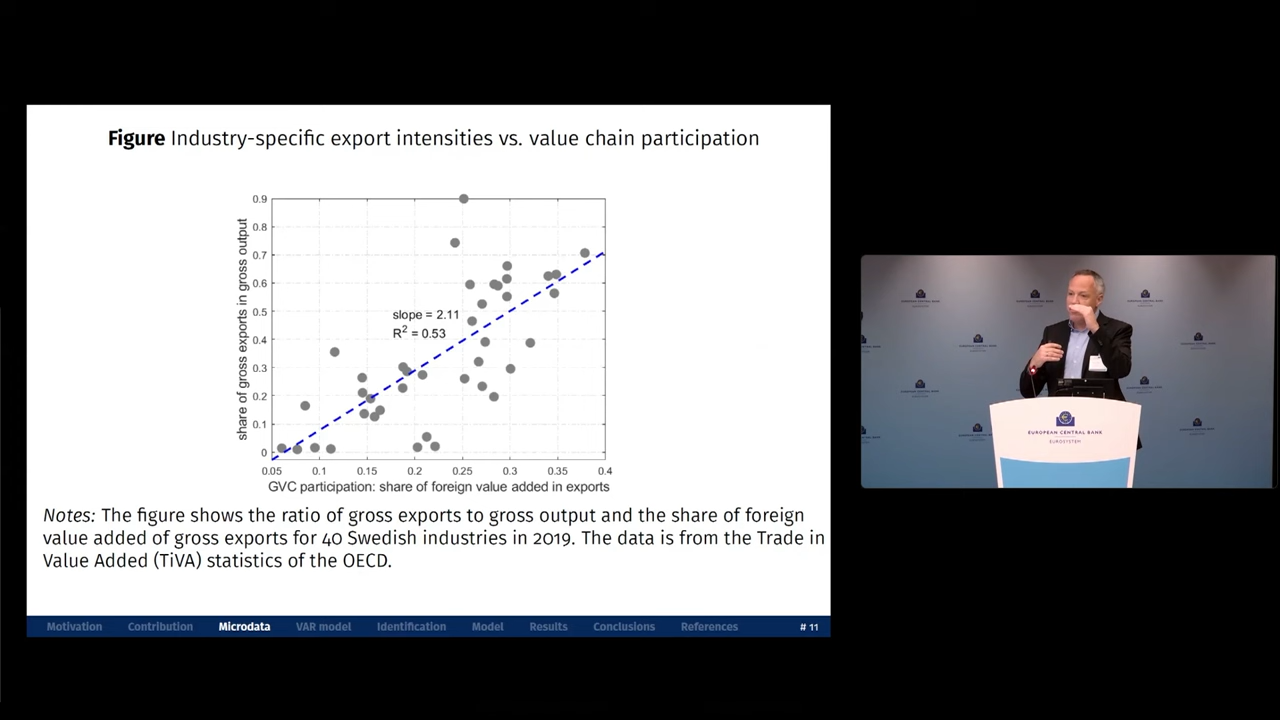 Figure Industry-specific export intensities vs. value chain participation
share of gross exports in gross output
0.9
0.8
0.7
0.6
0.5
0.4
0.3
0.2
0.1
0
slope = 2.11
R2 = 0.53
0.05 0.1 0.15 0.2 0.25 0.3 0.35 0.4
GVC participation: share of foreign value added in exports
Notes: The figure shows the ratio of gross exports to gross output and the share of foreign
value added of gross exports for 40 Swedish industries in 2019. The data is from the Trade in
Value Added (TiVA) statistics of the OECD.
Motivation Contribution Microdata VAR model Identification Model Results Conclusions References # 11
EUROPEAN CENTRAL BANK
EUROSYSTEM